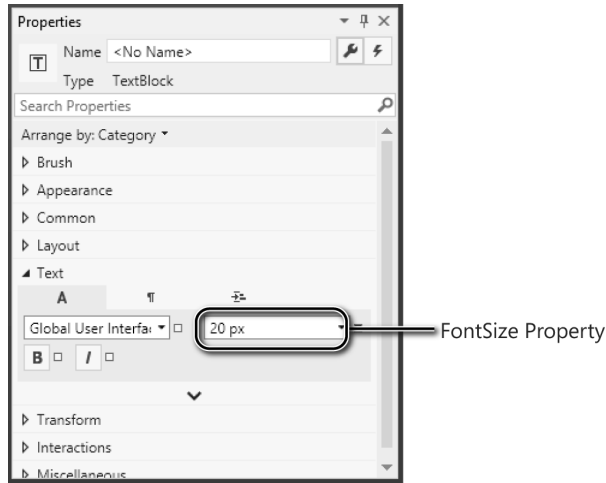 Properties
Name <No Name>
Type TextBlock
Search Properties
Arrange by: Category
Brush
Appearance
Common
Layout
Text
A ¶
Global User Interfa 20 px
FontSize Property
B I
Transform
Interactions
Miscellaneous